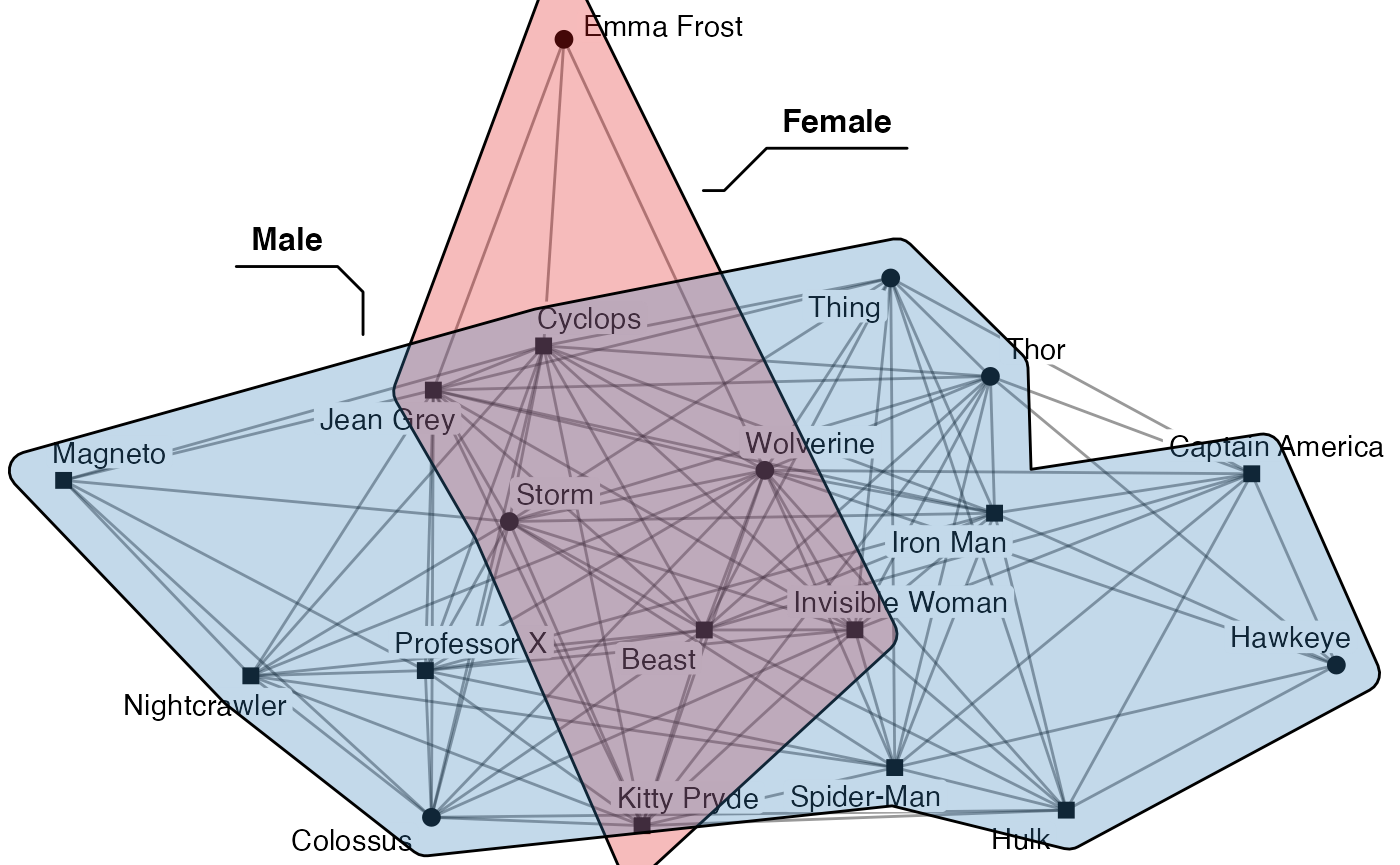 Emma Frost
Female
Male
Thing
Cyclops
Thor
Jean Grey
Wolverine
Captain America
Magneto
Storm
Iron Man
Invisible Woman
Professor X
Beast
Hawkeye
Nightcrawler
Kitty Pryde
Spider-Man
Colossus
Hulk